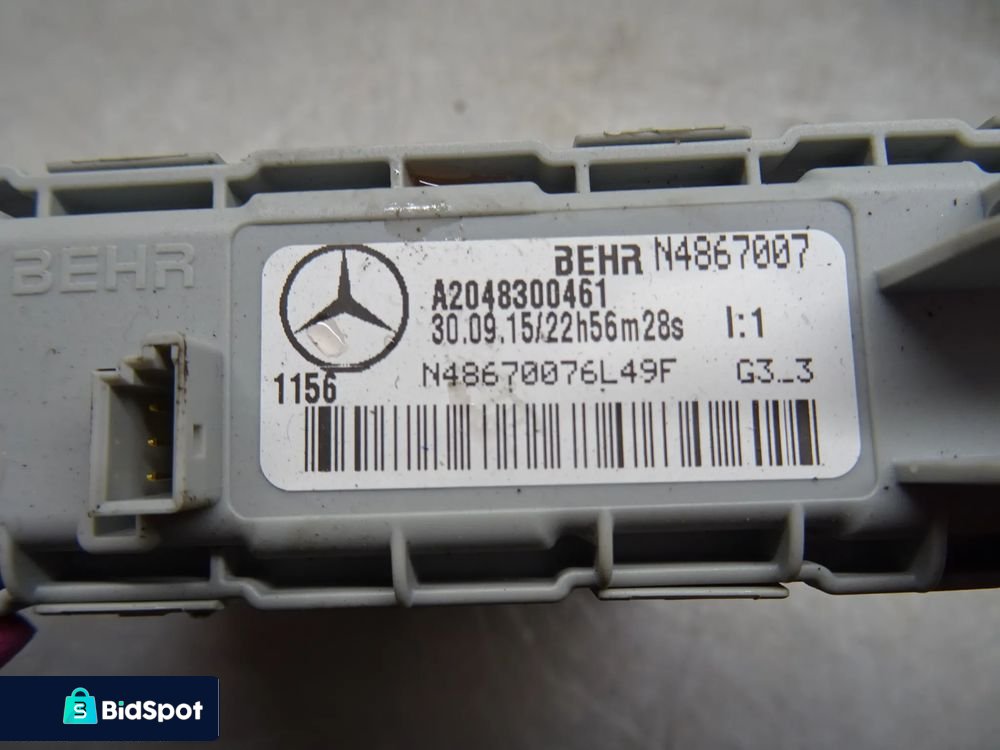 BEHR
BEHR N4867007
A2048300461
30.09.15/22h56m28s I:1
1156 N48670076L49F G3_3
S BidSpot